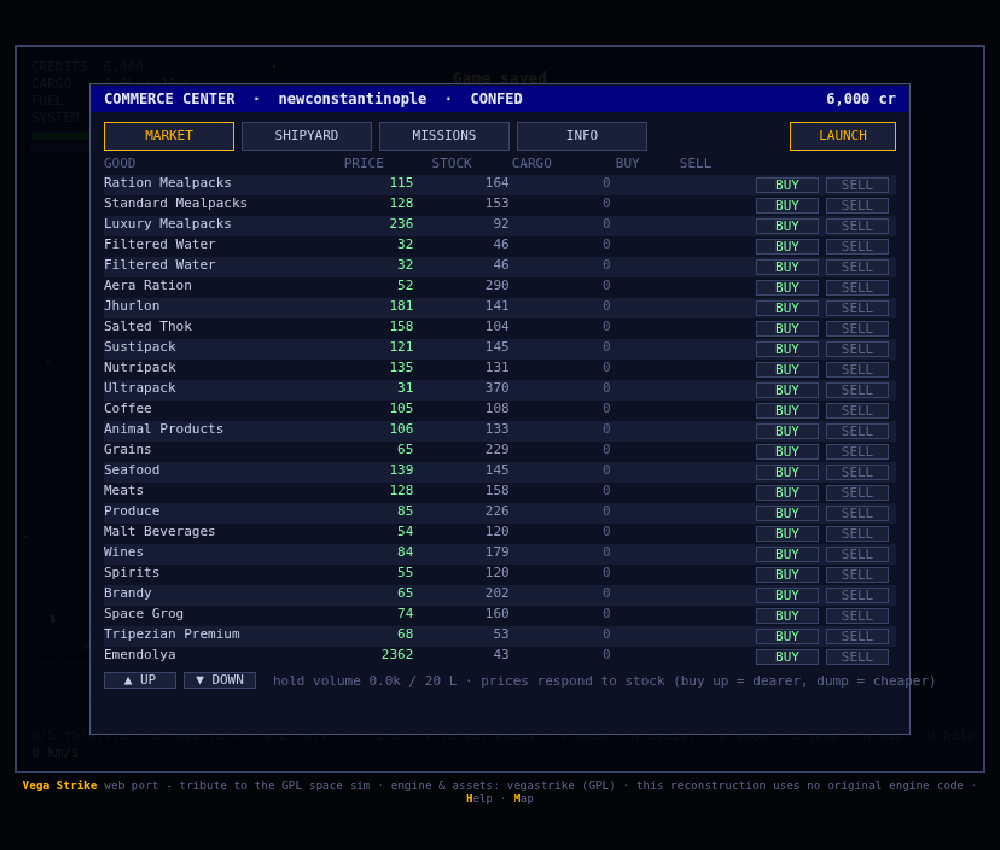 CREDITS 6,000
Game saved
CARGO
FUEL
SYSTEM
COMMERCE CENTER · newconstantinople · CONFED 6,000 cr
MARKET SHIPYARD MISSIONS INFO LAUNCH
GOOD PRICE STOCK CARGO BUY SELL
Ration Mealpacks 115 164 0 BUY SELL
Standard Mealpacks 128 153 0 BUY SELL
Luxury Mealpacks 236 92 0 BUY SELL
Filtered Water 32 46 0 BUY SELL
Filtered Water 32 46 0 BUY SELL
Aera Ration 52 290 0 BUY SELL
Jhurlon 181 141 0 BUY SELL
Salted Thok 158 104 0 BUY SELL
Sustipack 121 145 0 BUY SELL
Nutripack 135 131 0 BUY SELL
Ultrapack 31 370 0 BUY SELL
Coffee 105 108 0 BUY SELL
Animal Products 106 133 0 BUY SELL
Grains 65 229 0 BUY SELL
Seafood 139 145 0 BUY SELL
Meats 128 158 0 BUY SELL
Produce 85 226 0 BUY SELL
Malt Beverages 54 120 0 BUY SELL
Wines 84 179 0 BUY SELL
Spirits 55 120 0 BUY SELL
Brandy 65 202 0 BUY SELL
Space Grog 74 160 0 BUY SELL
Tripezian Premium 68 53 0 BUY SELL
Emendolya 2362 43 0 BUY SELL
▲ UP ▼ DOWN hold volume 0.0k / 20 L · prices respond to stock (buy up = dearer, dump = cheaper)
0 km/s
Vega Strike web port - tribute to the GPL space sim · engine & assets: vegastrike (GPL) · this reconstruction uses no original engine code ·
Help · Map